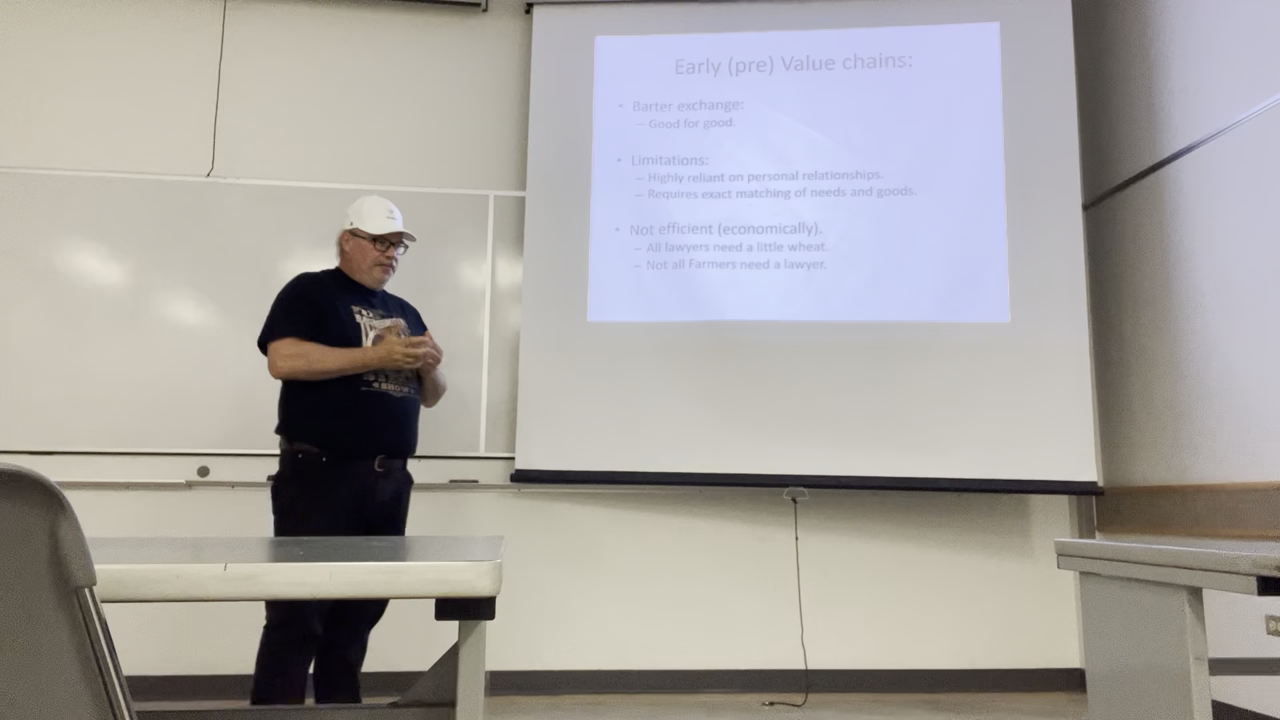 Early (pre) Value chains:
• Barter exchange:
– Good for good.
• Limitations:
– Highly reliant on personal relationships.
– Requires exact matching of needs and goods.
• Not efficient (economically).
– All lawyers need a little wheat.
– Not all Farmers need a lawyer.
SHOW